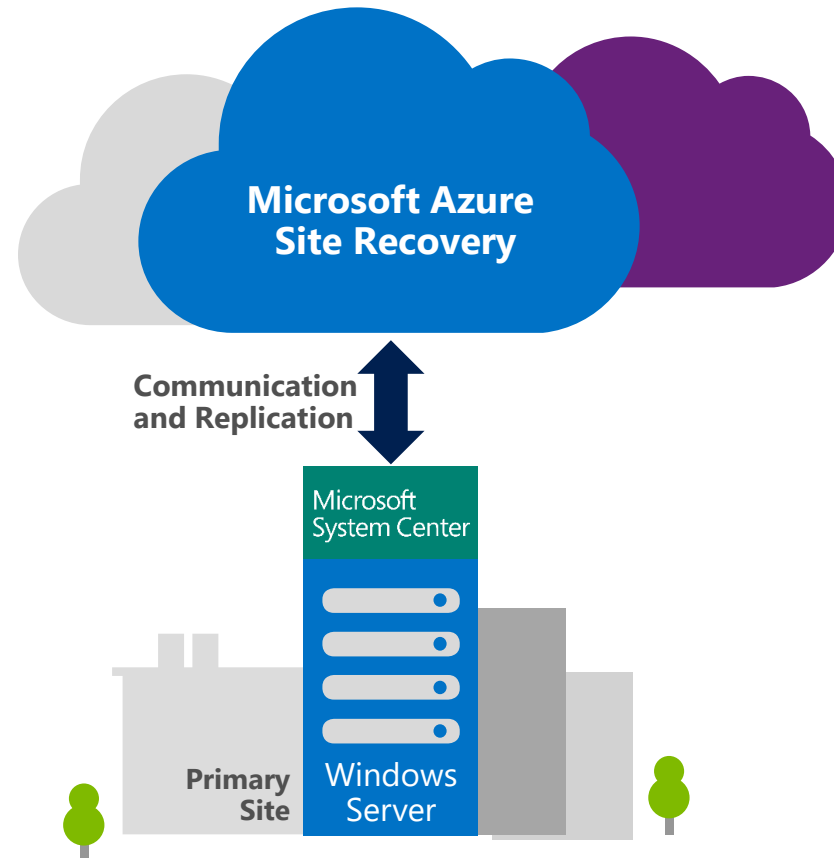 Microsoft Azure
Site Recovery
Communication
and Replication
Microsoft
System Center
Primary
Site
Windows
Server